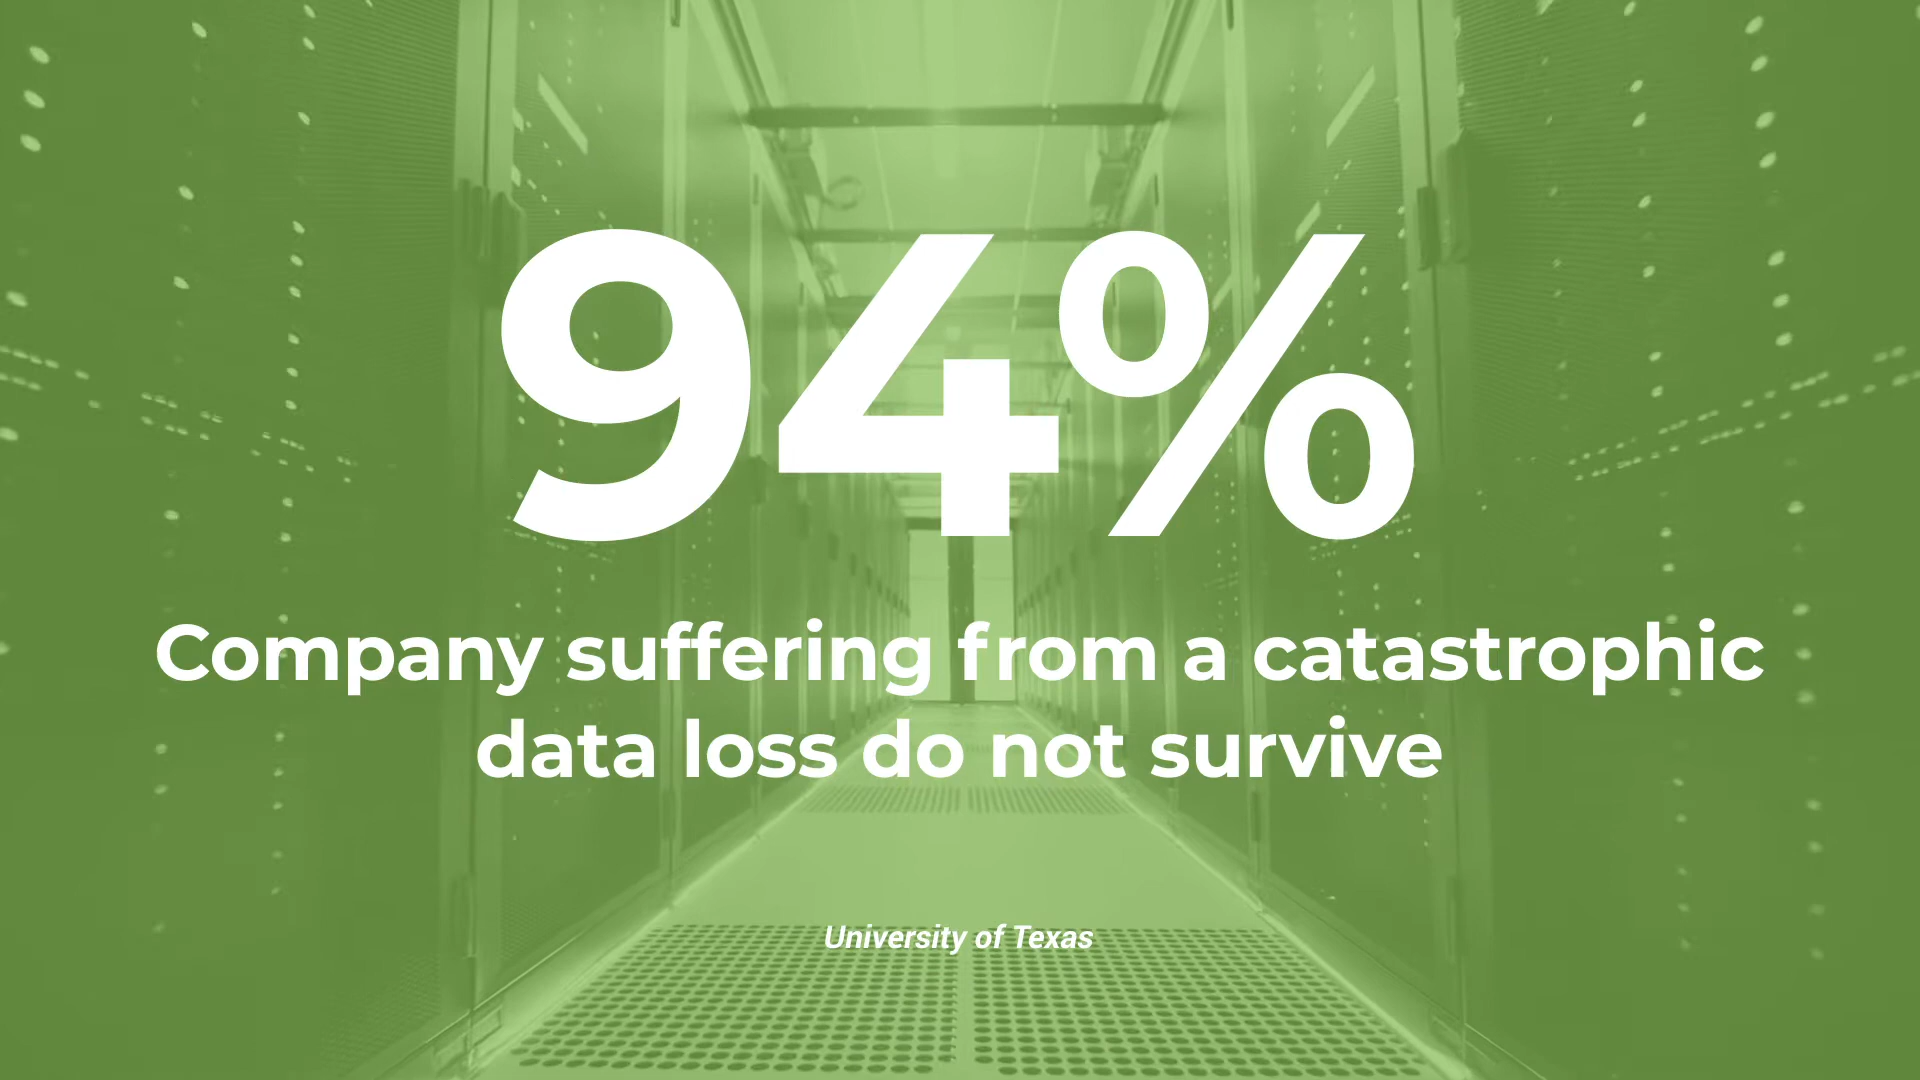 94%
Company suffering from a catastrophic
data loss do not survive
University of Texas